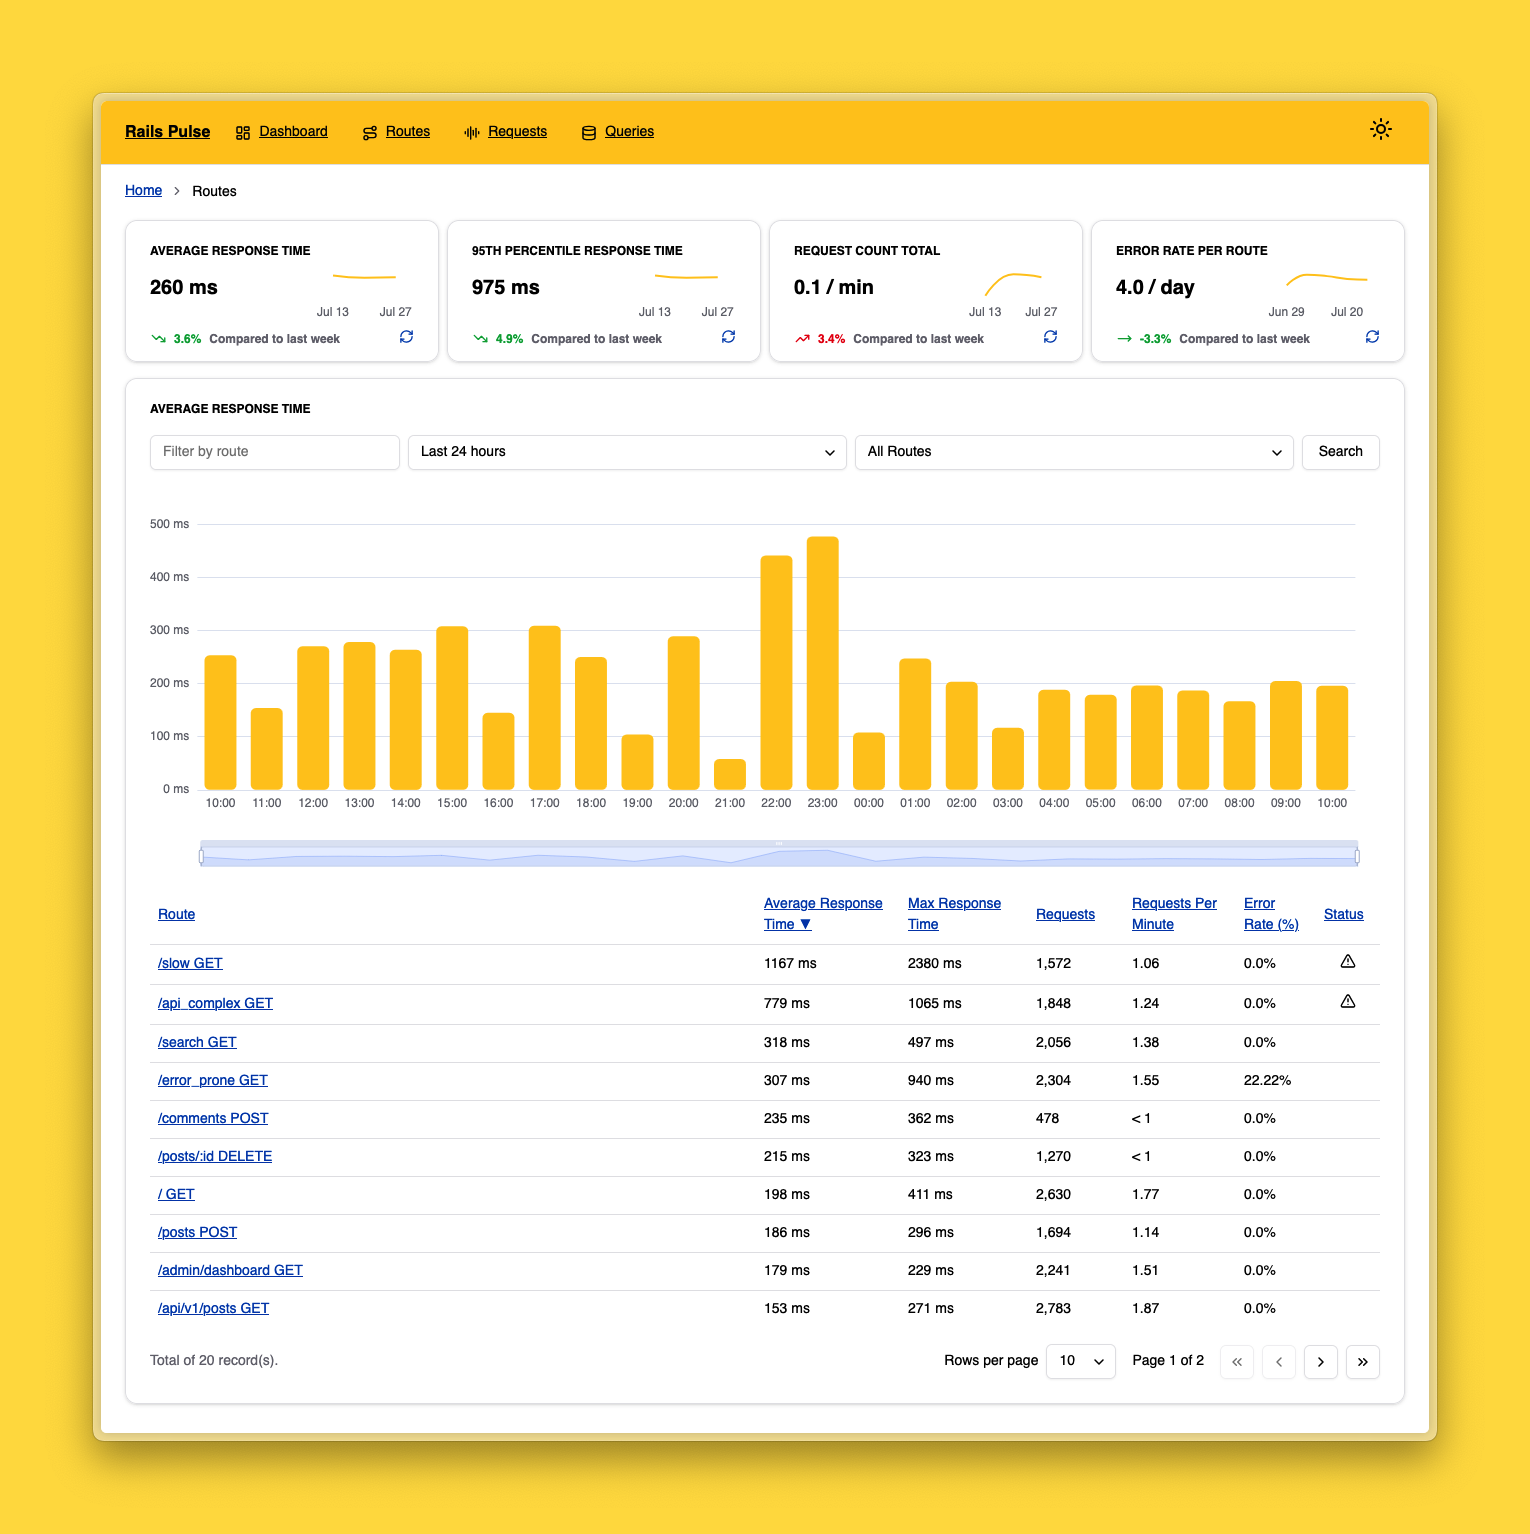 Rails Pulse Dashboard Routes Requests Queries
Home > Routes
AVERAGE RESPONSE TIME
260 ms
Jul 13 Jul 27
3.6% Compared to last week
95TH PERCENTILE RESPONSE TIME
975 ms
Jul 13 Jul 27
4.9% Compared to last week
REQUEST COUNT TOTAL
0.1 / min
Jul 13 Jul 27
3.4% Compared to last week
ERROR RATE PER ROUTE
4.0 / day
Jun 29 Jul 20
-3.3% Compared to last week
AVERAGE RESPONSE TIME
Filter by route Last 24 hours All Routes Search
500 ms
400 ms
300 ms
200 ms
100 ms
0 ms
10:00 11:00 12:00 13:00 14:00 15:00 16:00 17:00 18:00 19:00 20:00 21:00 22:00 23:00 00:00 01:00 02:00 03:00 04:00 05:00 06:00 07:00 08:00 09:00 10:00
Route Average Response Time ▼ Max Response Time Requests Requests Per Minute Error Rate (%) Status
/slow GET 1167 ms 2380 ms 1,572 1.06 0.0%
/api_complex GET 779 ms 1065 ms 1,848 1.24 0.0%
/search GET 318 ms 497 ms 2,056 1.38 0.0%
/error_prone GET 307 ms 940 ms 2,304 1.55 22.22%
/comments POST 235 ms 362 ms 478 < 1 0.0%
/posts/:id DELETE 215 ms 323 ms 1,270 < 1 0.0%
/ GET 198 ms 411 ms 2,630 1.77 0.0%
/posts POST 186 ms 296 ms 1,694 1.14 0.0%
/admin/dashboard GET 179 ms 229 ms 2,241 1.51 0.0%
/api/v1/posts GET 153 ms 271 ms 2,783 1.87 0.0%
Total of 20 record(s). Rows per page 10 Page 1 of 2 « ‹ › »